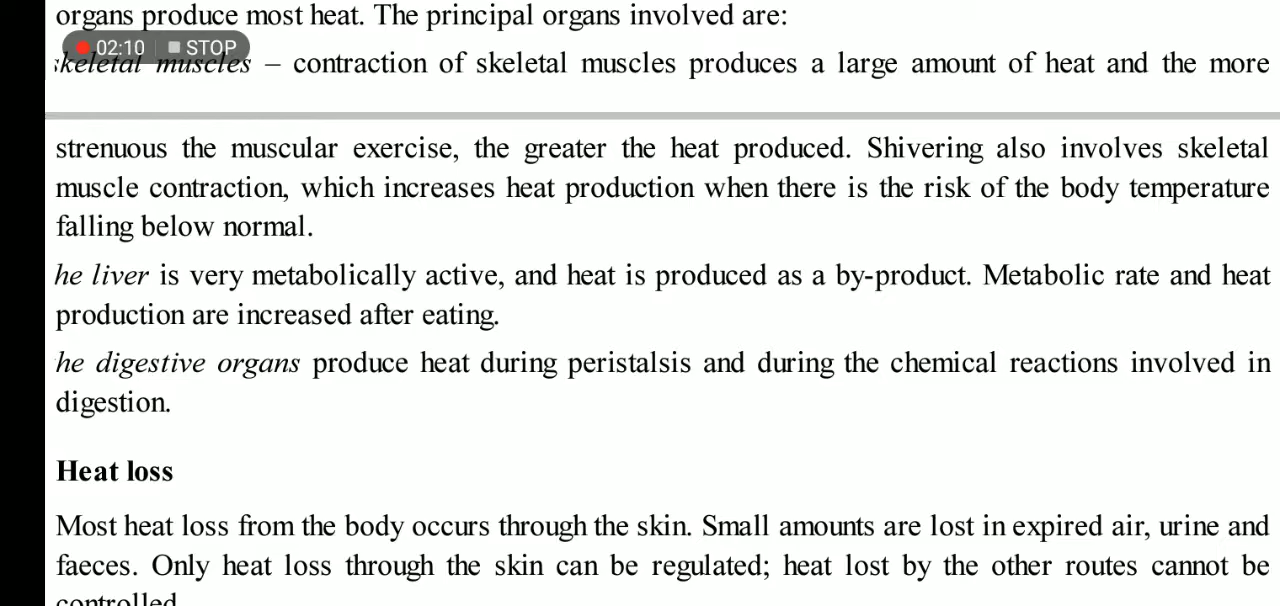 organs produce most heat. The principal organs involved are:
02:10 STOP
skeletal muscles – contraction of skeletal muscles produces a large amount of heat and the more
strenuous the muscular exercise, the greater the heat produced. Shivering also involves skeletal
muscle contraction, which increases heat production when there is the risk of the body temperature
falling below normal.
he liver is very metabolically active, and heat is produced as a by-product. Metabolic rate and heat
production are increased after eating.
he digestive organs produce heat during peristalsis and during the chemical reactions involved in
digestion.
Heat loss
Most heat loss from the body occurs through the skin. Small amounts are lost in expired air, urine and
faeces. Only heat loss through the skin can be regulated; heat lost by the other routes cannot be
controlled